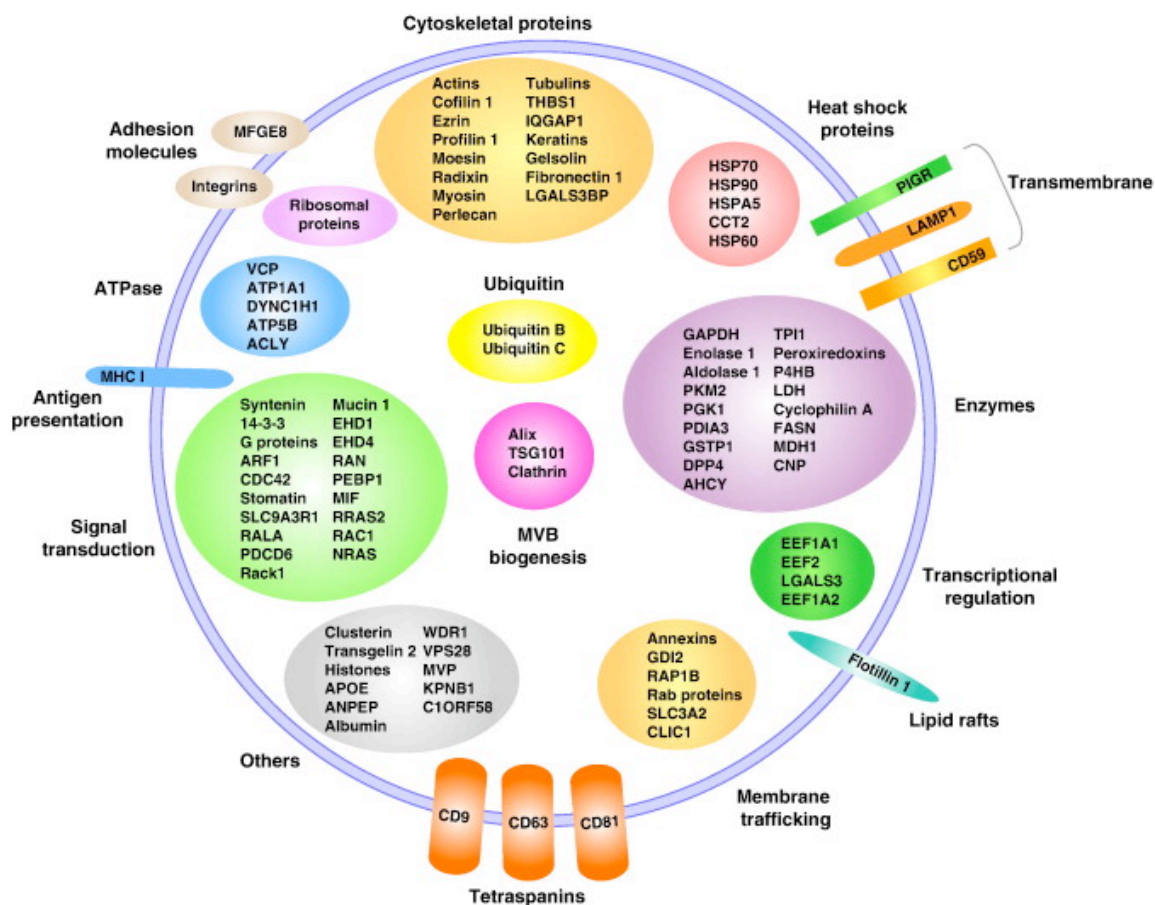 Cytoskeletal proteins
Actins
Cofilin 1
Ezrin
Profilin 1
Moesin
Radixin
Myosin
Perlecan
Tubulins
THBS1
IQGAP1
Keratins
Gelsolin
Fibronectin 1
LGALS3BP
Adhesion
molecules
MFGE8
Integrins
Ribosomal
proteins
Heat shock
proteins
HSP70
HSP90
HSPA5
CCT2
HSP60
PIGR
LAMP1
CD59
Transmembrane
ATPase
VCP
ATP1A1
DYNC1H1
ATP5B
ACLY
Ubiquitin
Ubiquitin B
Ubiquitin C
GAPDH
Enolase 1
Aldolase 1
PKM2
PGK1
PDIA3
GSTP1
DPP4
AHCY
TPI1
Peroxiredoxins
P4HB
LDH
Cyclophilin A
FASN
MDH1
CNP
Enzymes
MHC I
Antigen
presentation
Syntenin
14-3-3
G proteins
ARF1
CDC42
Stomatin
SLC9A3R1
RALA
PDCD6
Rack1
Mucin 1
EHD1
EHD4
RAN
PEBP1
MIF
RRAS2
RAC1
NRAS
Signal
transduction
Alix
TSG101
Clathrin
MVB
biogenesis
EEF1A1
EEF2
LGALS3
EEF1A2
Transcriptional
regulation
Flotillin 1
Lipid rafts
Clusterin
Transgelin 2
Histones
APOE
ANPEP
Albumin
WDR1
VPS28
MVP
KPNB1
C1ORF58
Others
Annexins
GDI2
RAP1B
Rab proteins
SLC3A2
CLIC1
Membrane
trafficking
CD9
CD63
CD81
Tetraspanins